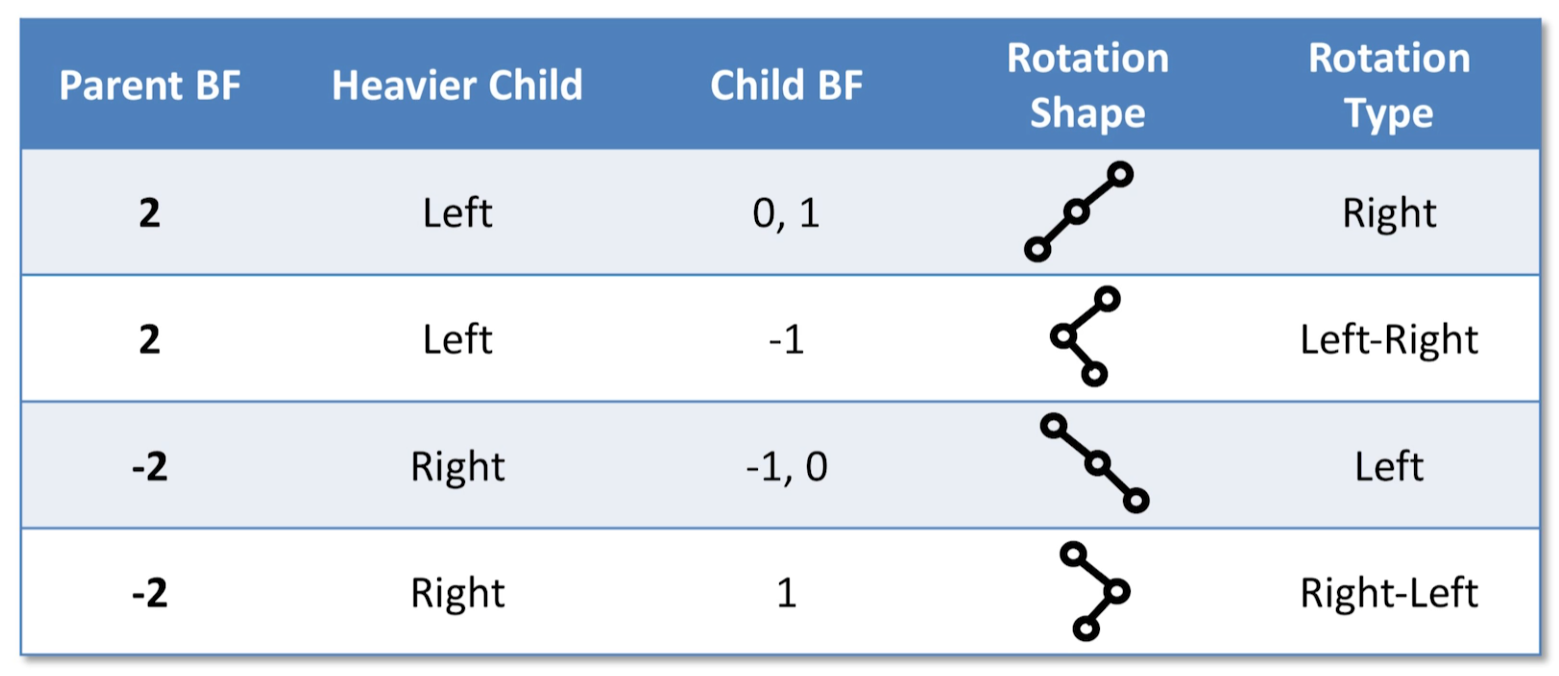 Parent BF Heavier Child Child BF Rotation Shape Rotation Type
2 Left 0, 1 Right
2 Left -1 Left-Right
-2 Right -1, 0 Left
-2 Right 1 Right-Left